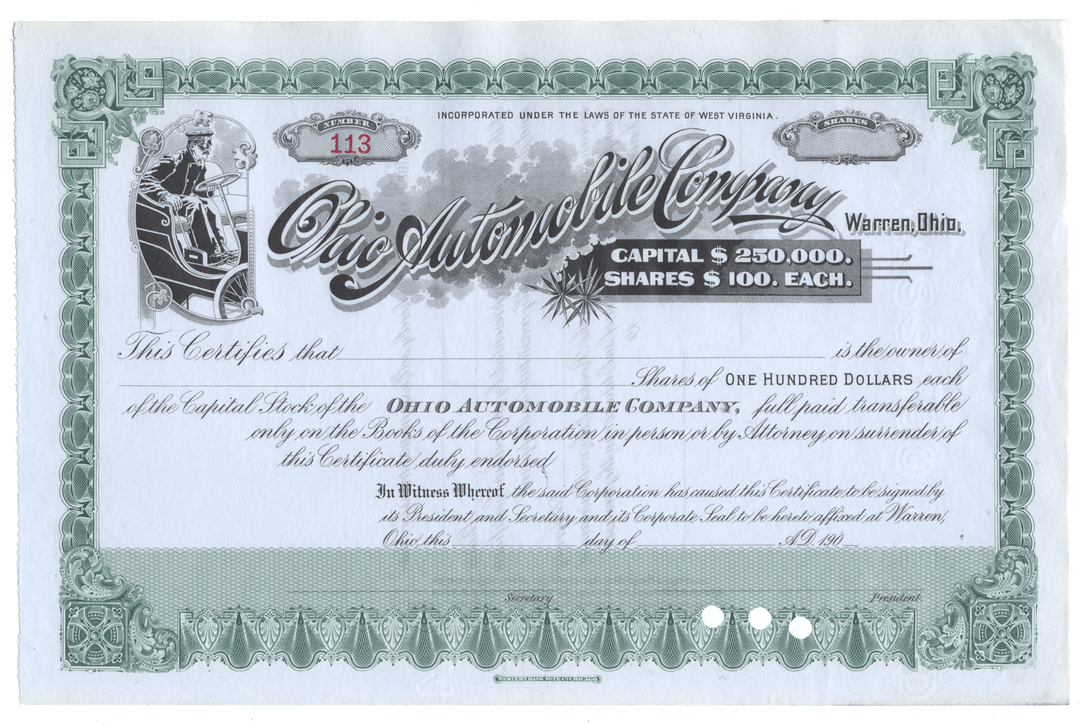 INCORPORATED UNDER THE LAWS OF THE STATE OF WEST VIRGINIA.
NUMBER
113
SHARES
Ohio Automobile Company
Warren, Ohio.
CAPITAL $ 250,000.
SHARES $ 100. EACH.
This Certifies that is the owner of
Shares of ONE HUNDRED DOLLARS each
of the Capital Stock of the OHIO AUTOMOBILE COMPANY, full paid transferable
only on the Books of the Corporation in person or by Attorney on surrender of
this Certificate duly endorsed
In Witness Whereof the said Corporation has caused this Certificate to be signed by
its President and Secretary and its Corporate Seal to be hereto affixed at Warren,
Ohio, this day of A.D. 190
Secretary President
WESTERN BANK NOTE CO. CHICAGO